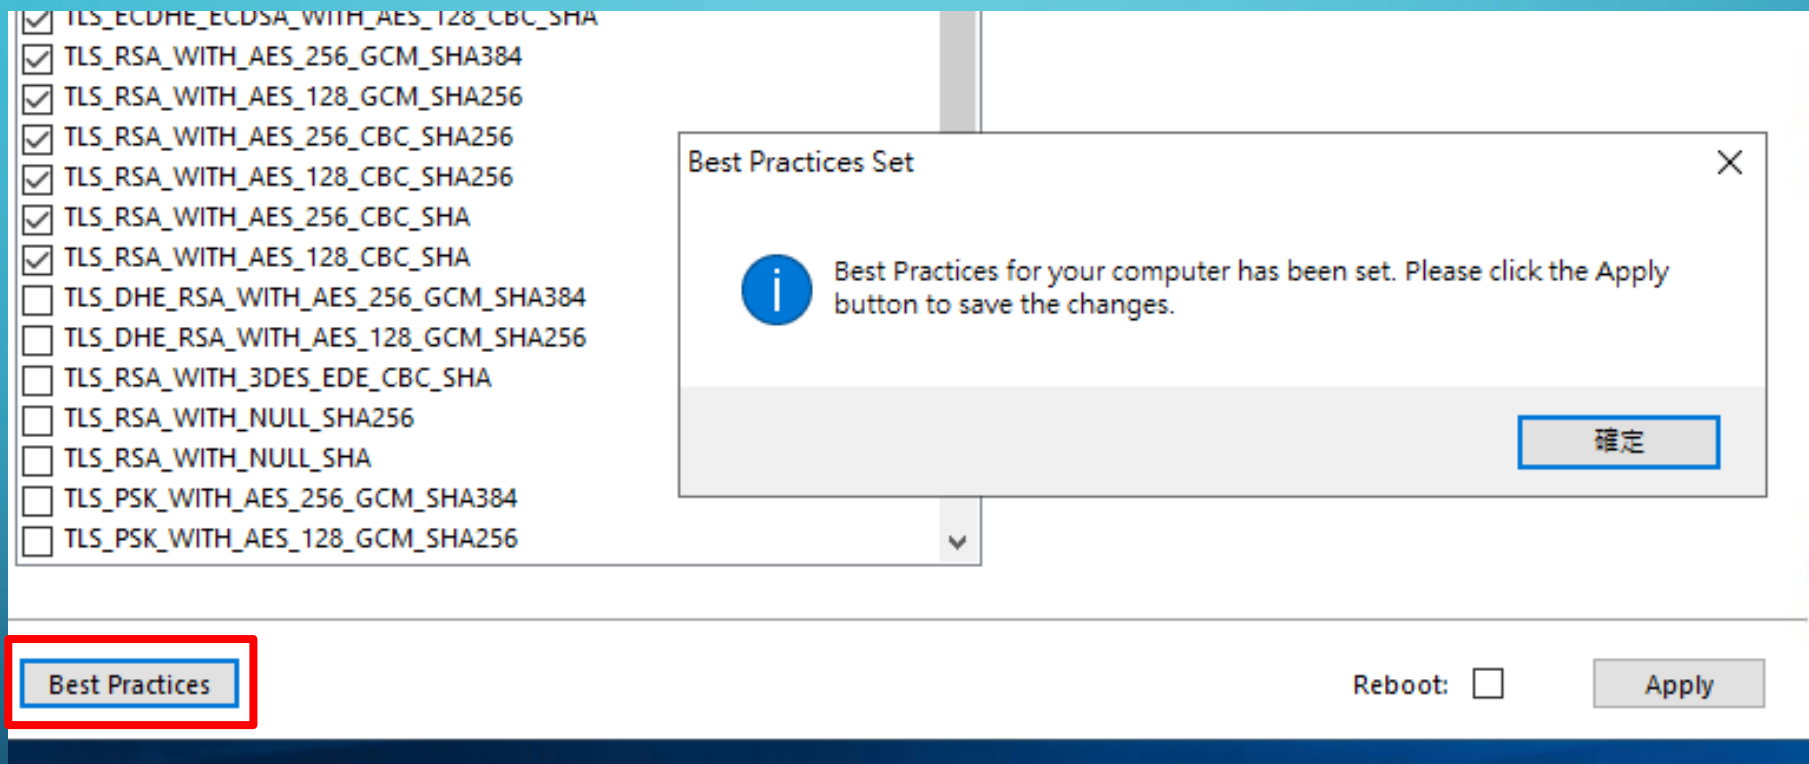 TLS_ECDHE_ECDSA_WITH_AES_128_CBC_SHA
TLS_RSA_WITH_AES_256_GCM_SHA384
TLS_RSA_WITH_AES_128_GCM_SHA256
TLS_RSA_WITH_AES_256_CBC_SHA256
TLS_RSA_WITH_AES_128_CBC_SHA256
TLS_RSA_WITH_AES_256_CBC_SHA
TLS_RSA_WITH_AES_128_CBC_SHA
TLS_DHE_RSA_WITH_AES_256_GCM_SHA384
TLS_DHE_RSA_WITH_AES_128_GCM_SHA256
TLS_RSA_WITH_3DES_EDE_CBC_SHA
TLS_RSA_WITH_NULL_SHA256
TLS_RSA_WITH_NULL_SHA
TLS_PSK_WITH_AES_256_GCM_SHA384
TLS_PSK_WITH_AES_128_GCM_SHA256
Best Practices Set
Best Practices for your computer has been set. Please click the Apply
button to save the changes.
確定
Best Practices
Reboot:
Apply